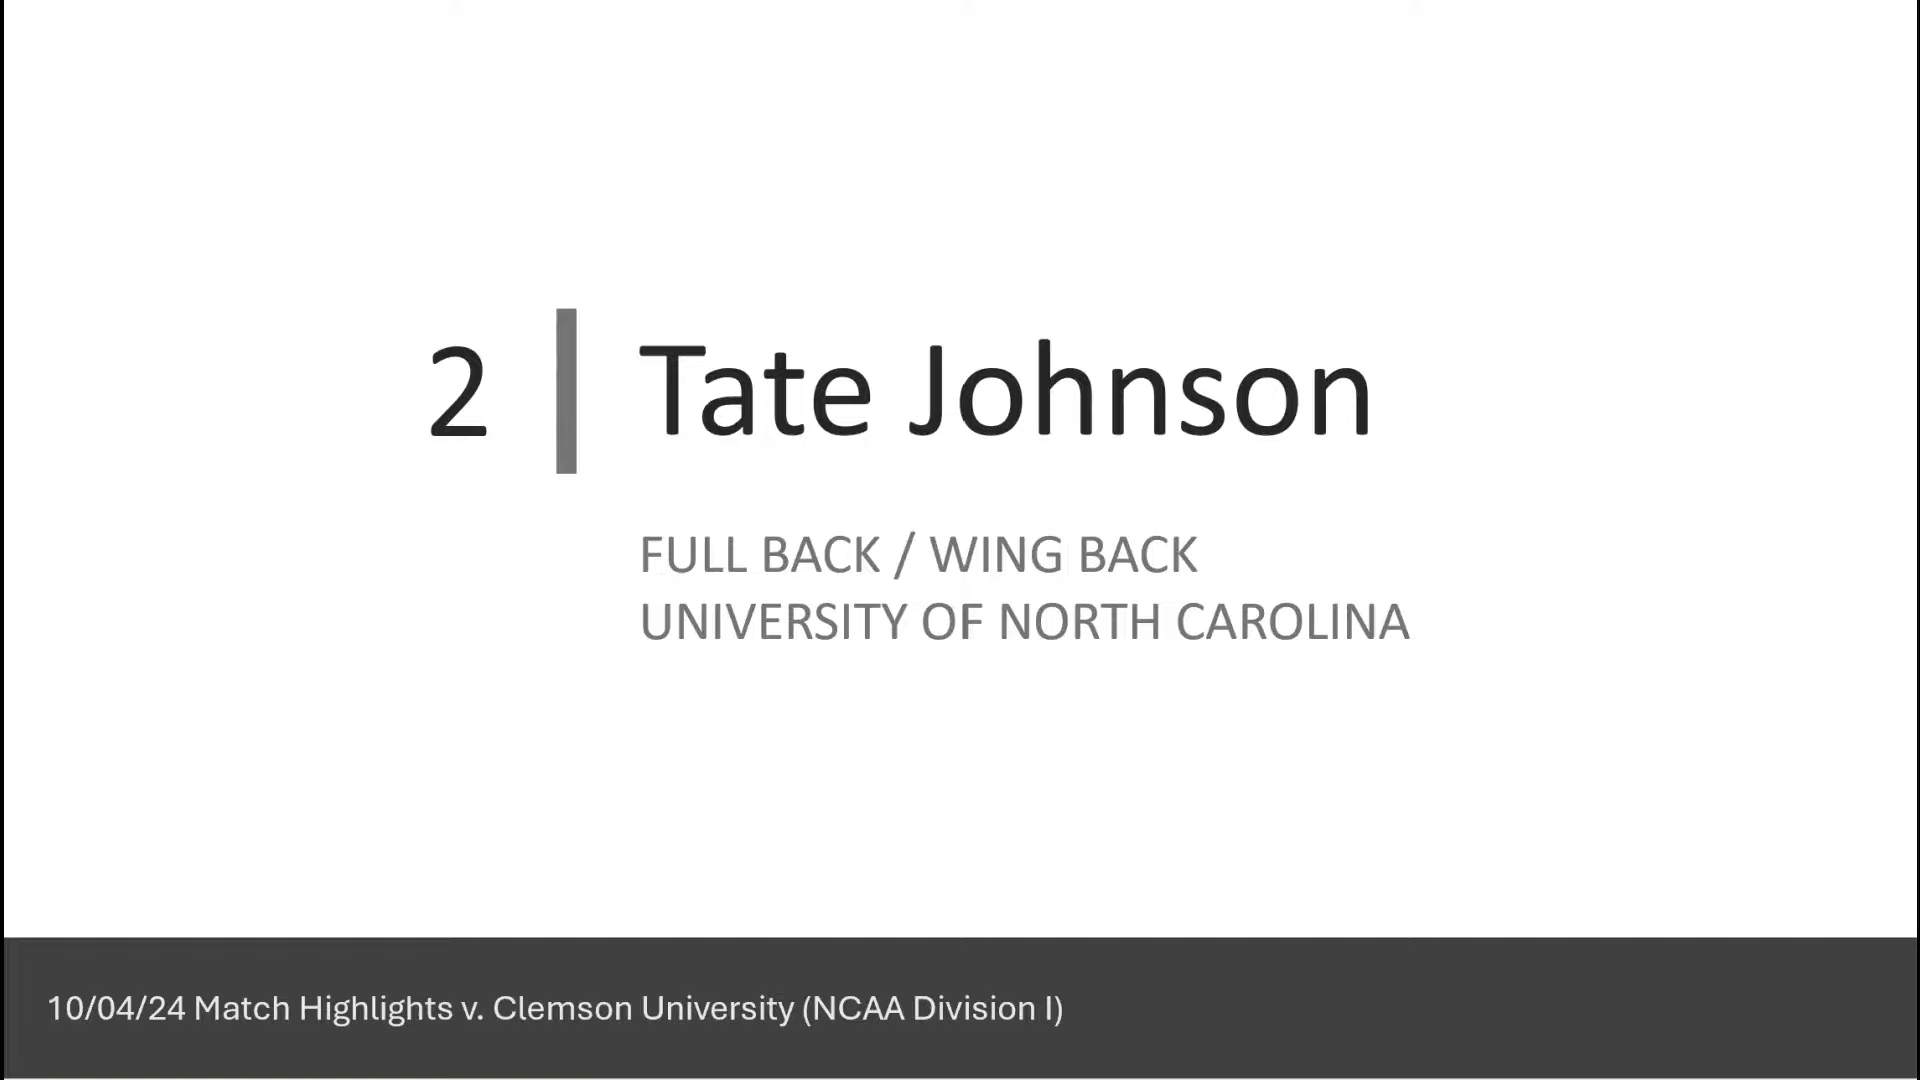 2 Tate Johnson
FULL BACK / WING BACK
UNIVERSITY OF NORTH CAROLINA
10/04/24 Match Highlights v. Clemson University (NCAA Division I)